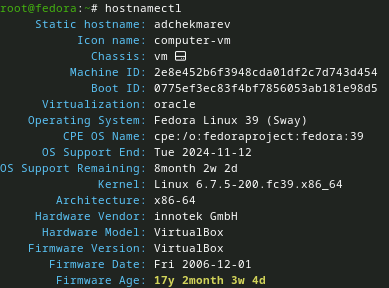 root@fedora:~# hostnamectl
Static hostname: adchekmarev
Icon name: computer-vm
Chassis: vm
Machine ID: 2e8e452b6f3948cda01df2c7d743d454
Boot ID: 0775ef3ec83f4bf7856053ab181e98d5
Virtualization: oracle
Operating System: Fedora Linux 39 (Sway)
CPE OS Name: cpe:/o:fedoraproject:fedora:39
OS Support End: Tue 2024-11-12
OS Support Remaining: 8month 2w 2d
Kernel: Linux 6.7.5-200.fc39.x86_64
Architecture: x86-64
Hardware Vendor: innotek GmbH
Hardware Model: VirtualBox
Firmware Version: VirtualBox
Firmware Date: Fri 2006-12-01
Firmware Age: 17y 2month 3w 4d